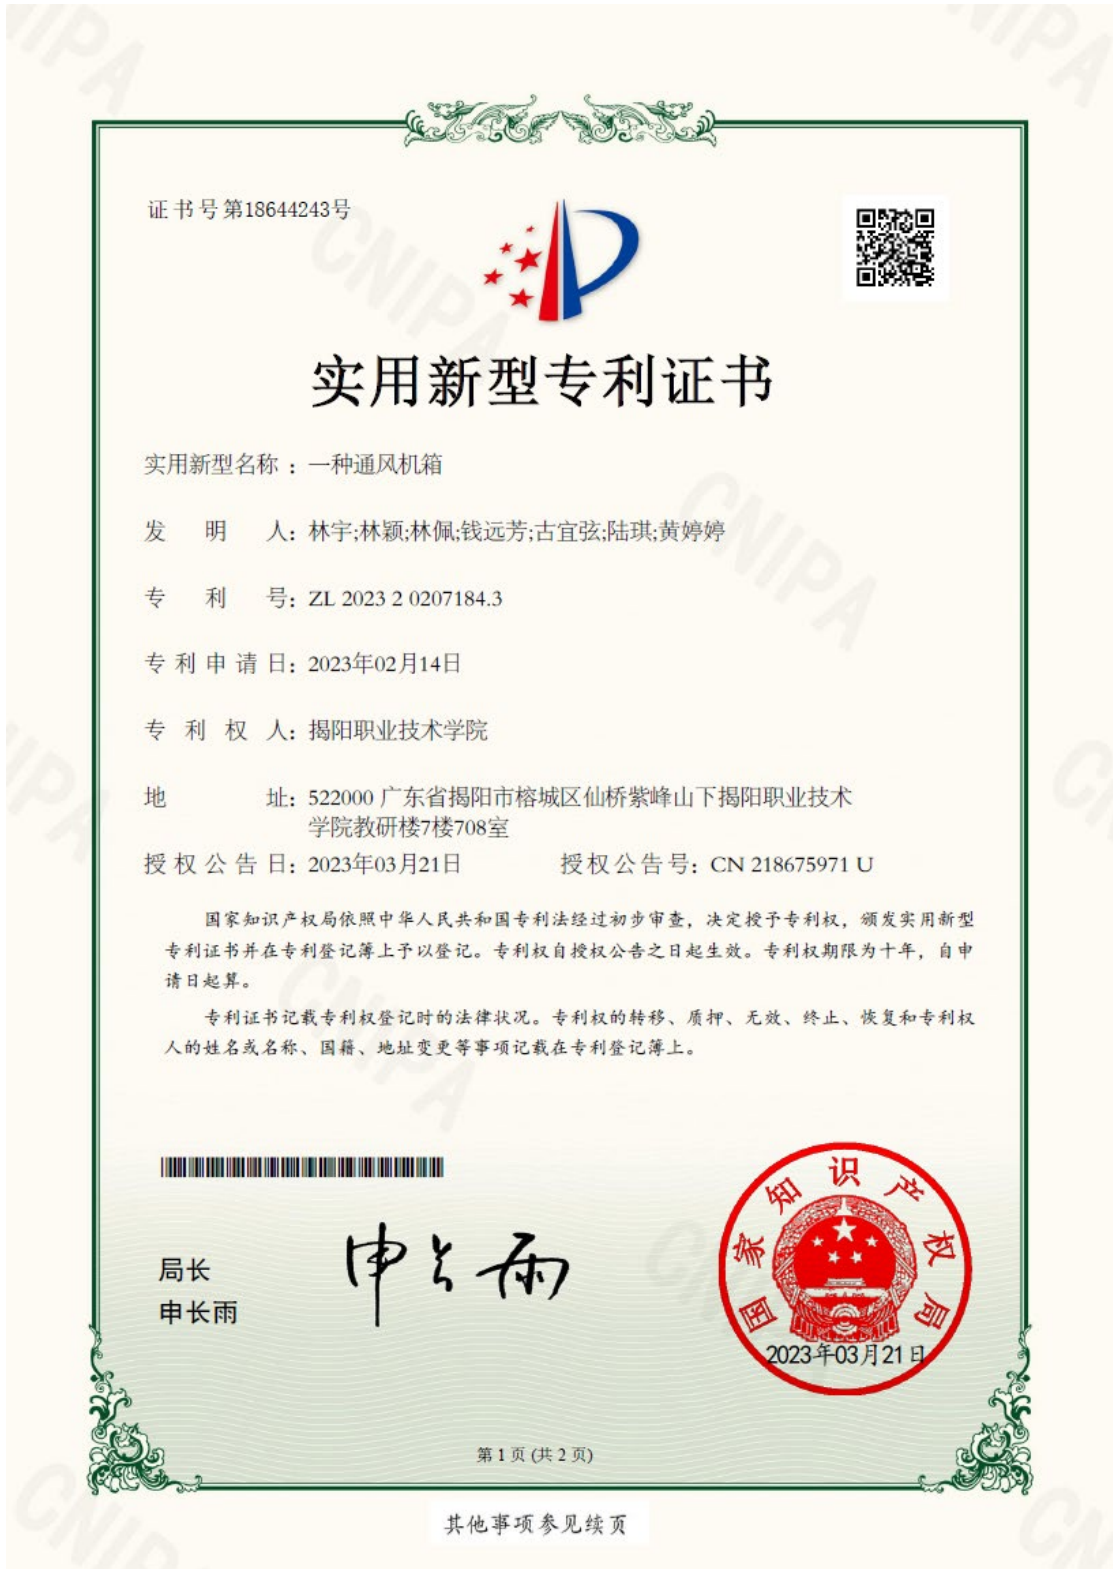 证书号第18644243号
实用新型专利证书
实用新型名称：一种通风机箱
发明人：林宇;林颖;林佩;钱远芳;古宜弦;陆琪;黄婷婷
专利号：ZL 2023 2 0207184.3
专利申请日：2023年02月14日
专利权人：揭阳职业技术学院
地址：522000 广东省揭阳市榕城区仙桥紫峰山下揭阳职业技术
学院教研楼7楼708室
授权公告日：2023年03月21日 授权公告号：CN 218675971 U
国家知识产权局依照中华人民共和国专利法经过初步审查，决定授予专利权，颁发实用新型
专利证书并在专利登记簿上予以登记。专利权自授权公告之日起生效。专利权期限为十年，自申
请日起算。
专利证书记载专利权登记时的法律状况。专利权的转移、质押、无效、终止、恢复和专利权
人的姓名或名称、国籍、地址变更等事项记载在专利登记簿上。
局长
申长雨
申长雨
国家知识产权局
2023年03月21日
第 1 页 (共 2 页)
其他事项参见续页
CNIPA
CNIPA
CNIPA
CNIPA
CNIPA